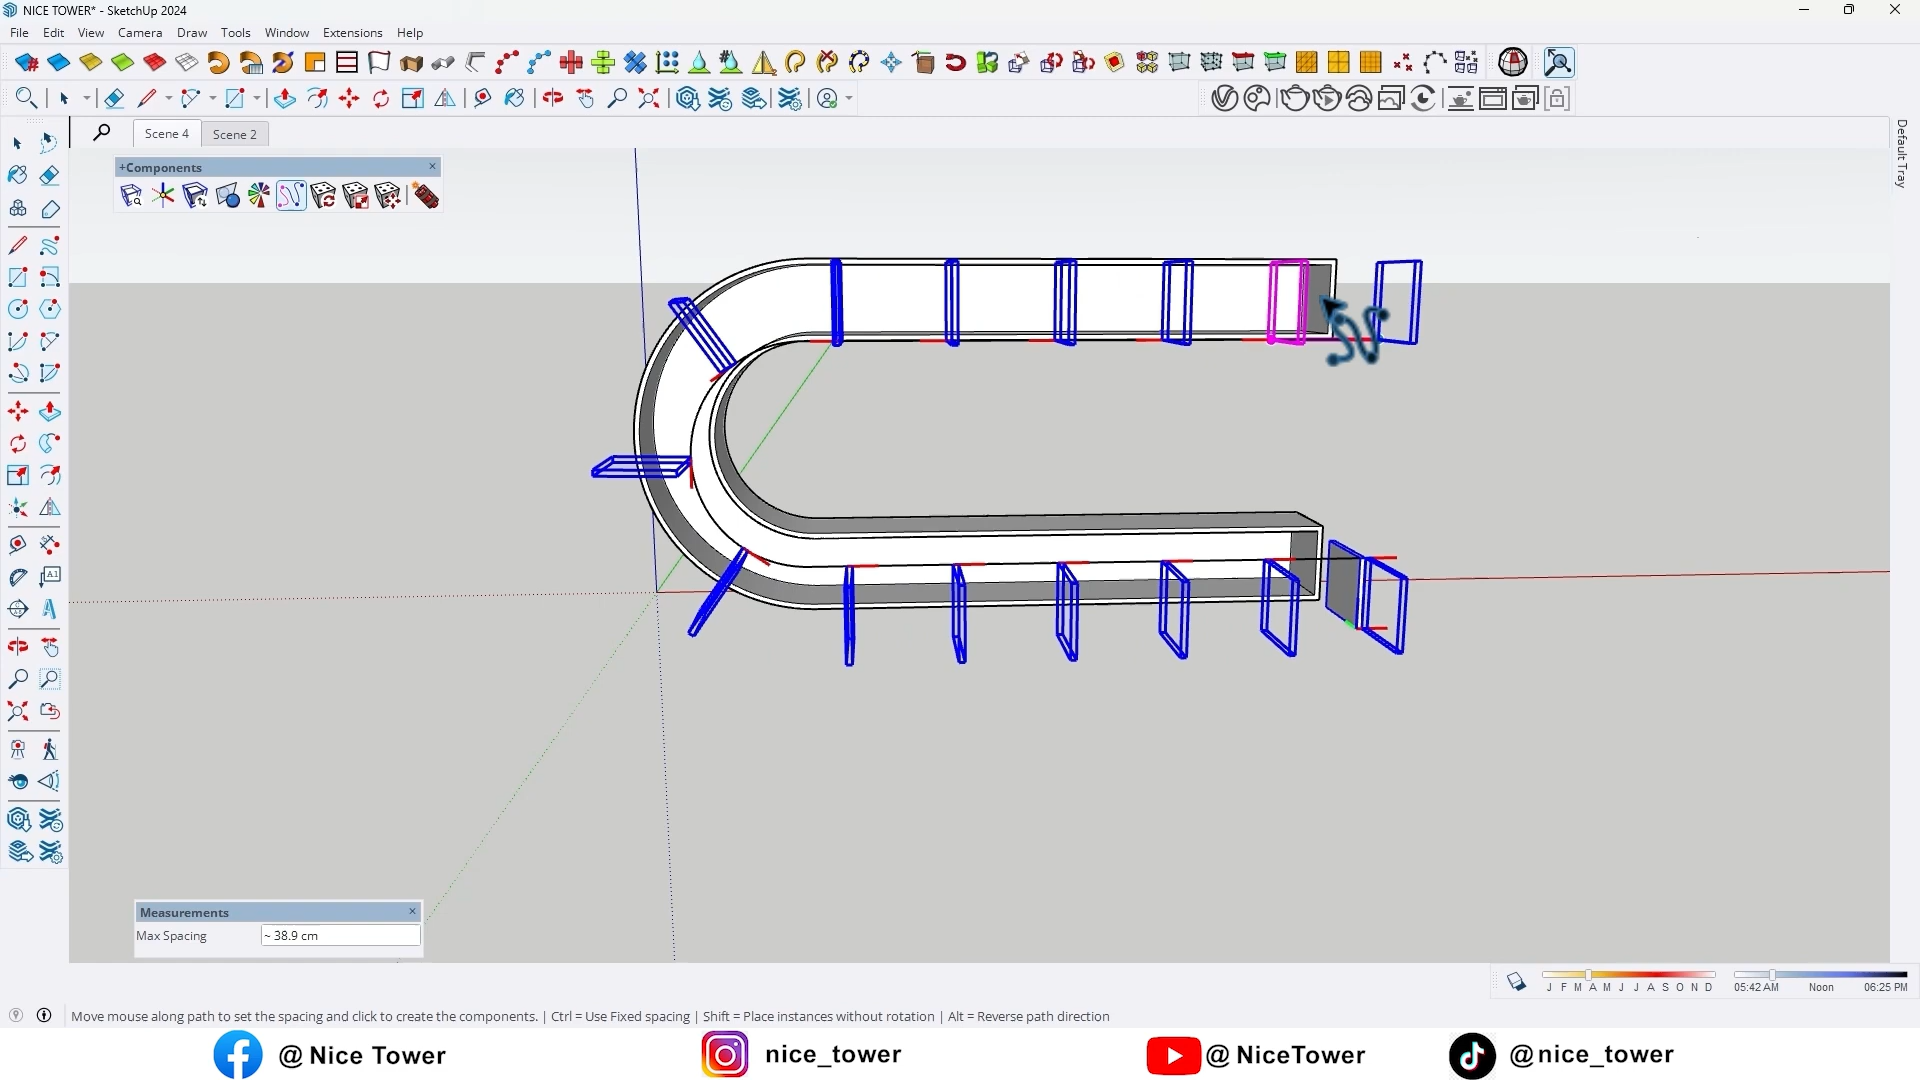 NICE TOWER* - SketchUp 2024
File Edit View Camera Draw Tools Window Extensions Help
Scene 4 Scene 2
Default Tray
+Components
A1
Measurements
Max Spacing ~ 38.9 cm
J F M A M J J A S O N D 05:42 AM Noon 06:25 PM
Move mouse along path to set the spacing and click to create the components. | Ctrl = Use Fixed spacing | Shift = Place instances without rotation | Alt = Reverse path direction
@ Nice Tower nice_tower @ NiceTower @nice_tower